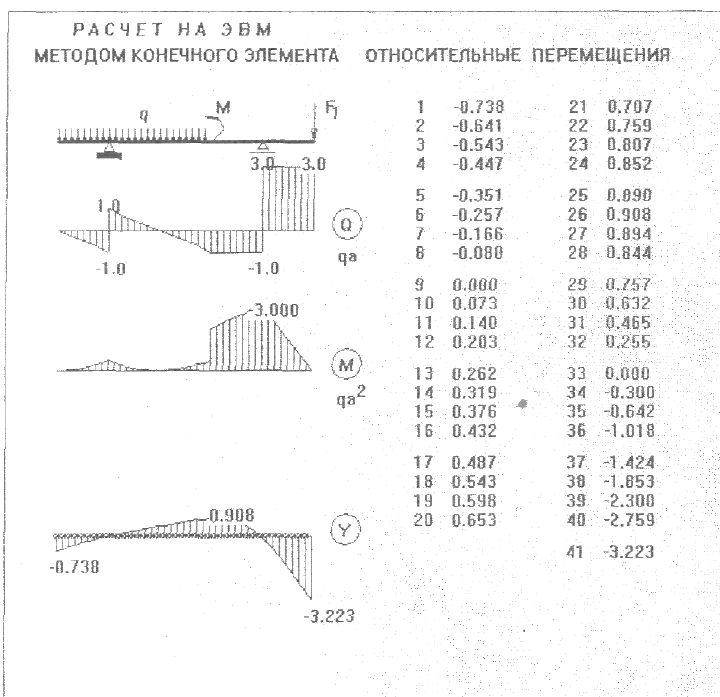 РАСЧЕТ НА ЭВМ
МЕТОДОМ КОНЕЧНОГО ЭЛЕМЕНТА
ОТНОСИТЕЛЬНЫЕ ПЕРЕМЕЩЕНИЯ
q M F1
3.0 3.0
1.0
-1.0 -1.0
Q
qa
-3.000
M
qa2
0.908
-0.738
Y
-3.223
1 -0.738 21 0.707
2 -0.641 22 0.759
3 -0.543 23 0.807
4 -0.447 24 0.852
5 -0.351 25 0.890
6 -0.257 26 0.908
7 -0.166 27 0.894
8 -0.080 28 0.844
9 0.000 29 0.757
10 0.073 30 0.632
11 0.140 31 0.465
12 0.203 32 0.255
13 0.262 33 0.000
14 0.319 34 -0.300
15 0.376 35 -0.642
16 0.432 36 -1.018
17 0.487 37 -1.424
18 0.543 38 -1.853
19 0.598 39 -2.300
20 0.653 40 -2.759
41 -3.223